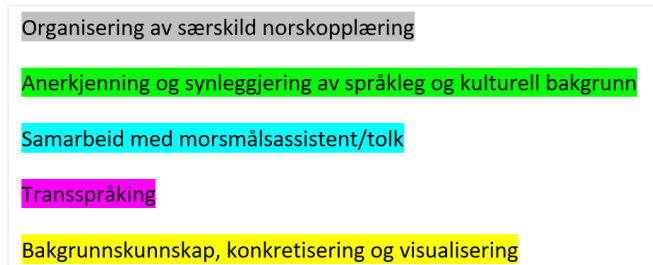 Organisering av særskild norskopplæring
Anerkjenning og synleggjering av språkleg og kulturell bakgrunn
Samarbeid med morsmålsassistent/tolk
Transspråking
Bakgrunnskunnskap, konkretisering og visualisering